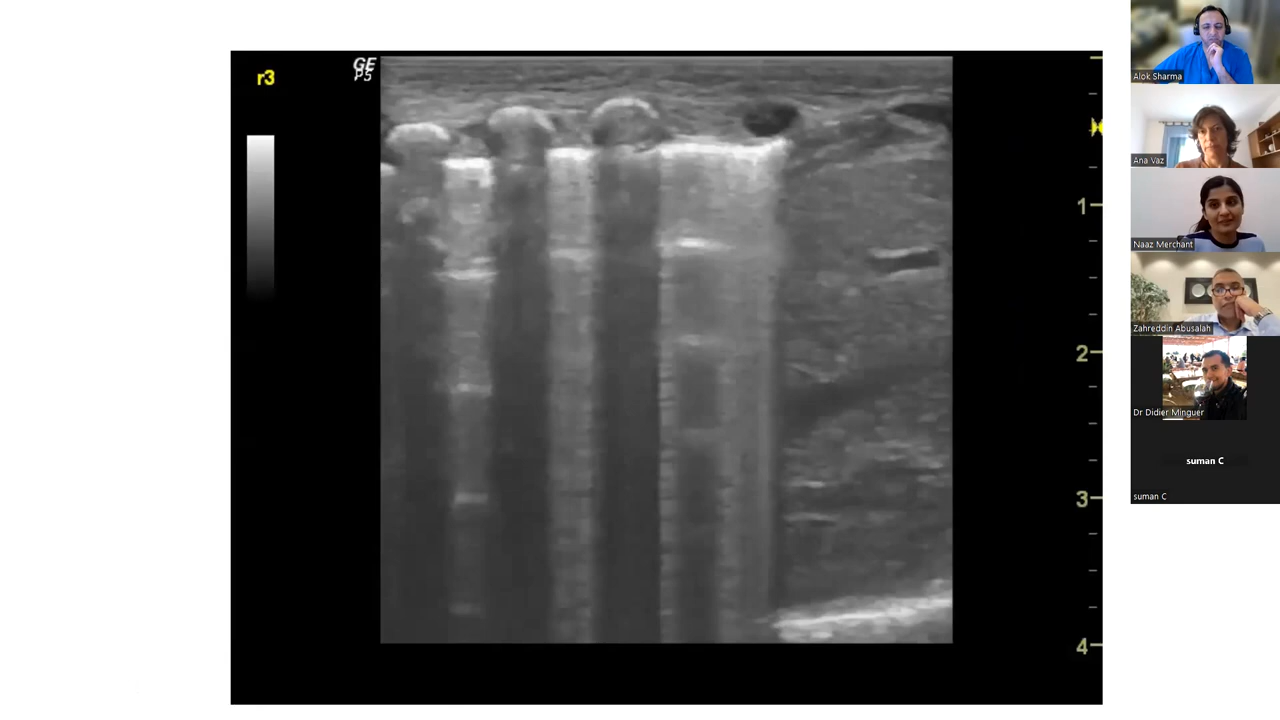 r3
GE
P5
1
2
3
4
Alok Sharma
Ana Vaz
Naaz Merchant
Zahreddin Abusalah
Dr Didier Minguer
suman C
suman C